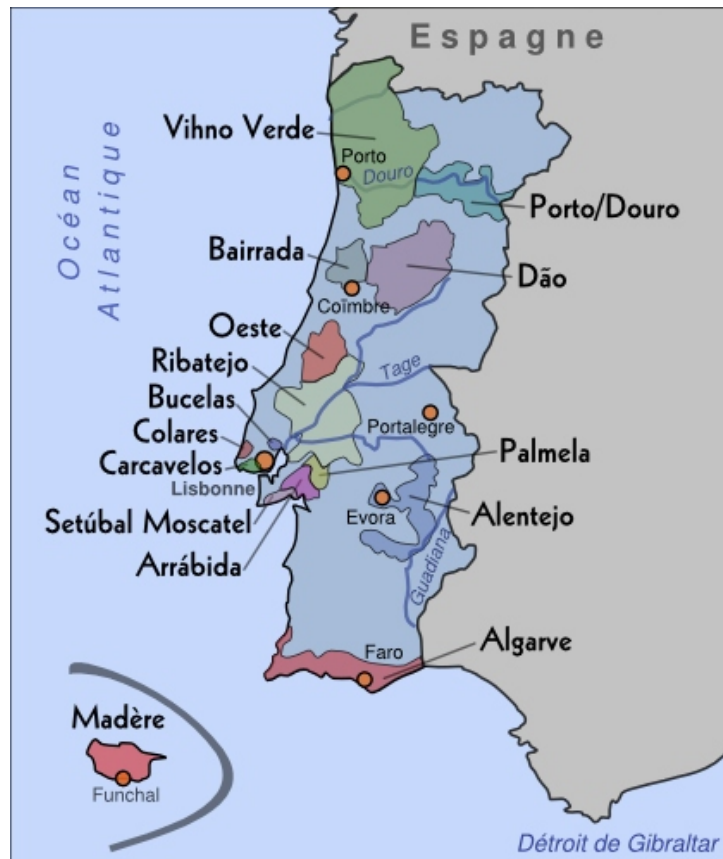 Espagne
Océan
Atlantique
Vihno Verde
Porto
Douro
Porto/Douro
Bairrada
Dão
Coïmbre
Oeste
Ribatejo
Tage
Bucelas
Portalegre
Colares
Carcavelos
Palmela
Lisbonne
Setúbal Moscatel
Evora
Alentejo
Arrábida
Guadiana
Faro
Algarve
Madère
Funchal
Détroit de Gibraltar